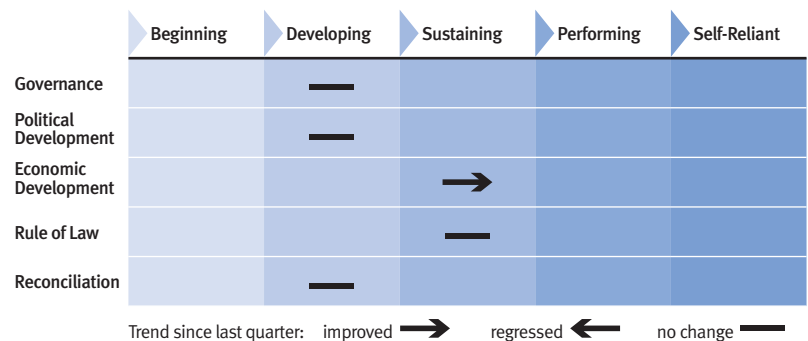 Beginning Developing Sustaining Performing Self-Reliant
Governance
Political
Development
Economic
Development
Rule of Law
Reconciliation
Trend since last quarter: improved regressed no change